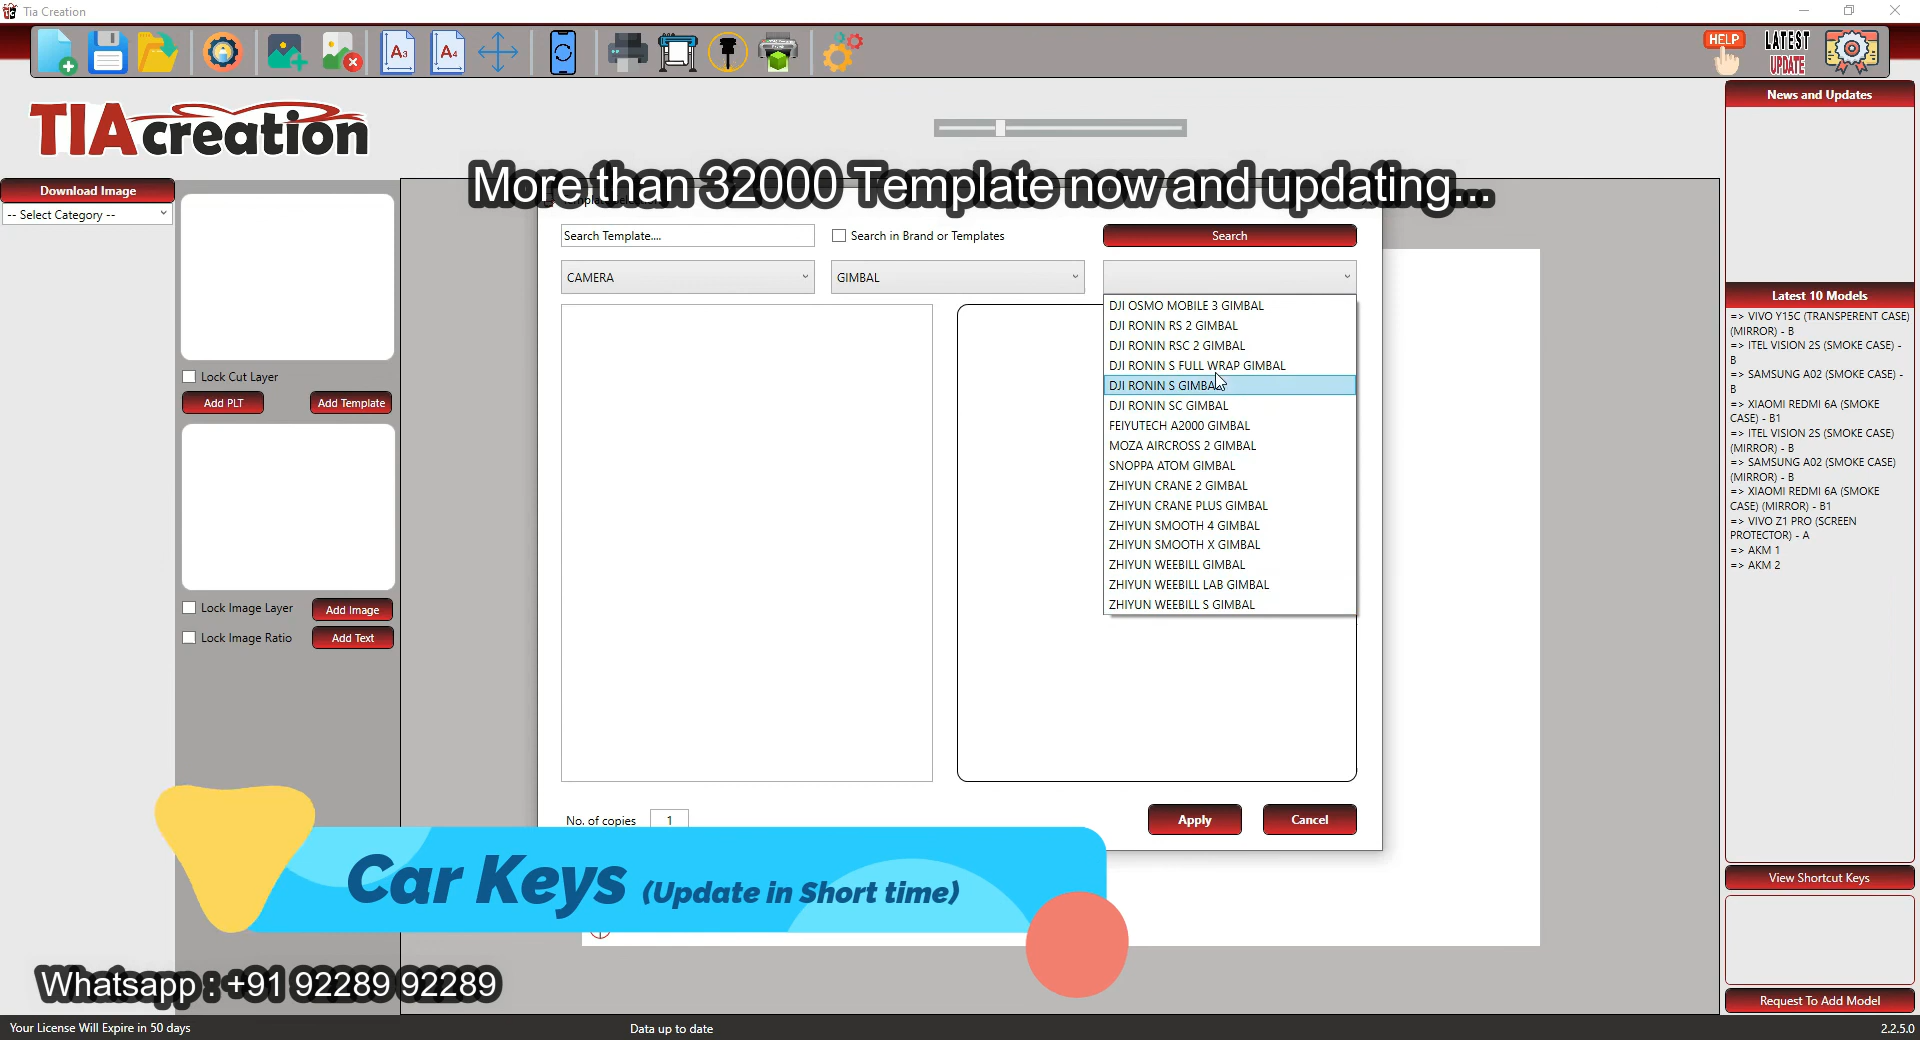 Tia Creation
A3
A4
HELP
LATEST
UPDATE
TIAcreation
News and Updates
More than 32000 Template now and updating...
Download Image
-- Select Category --
Search Template....
Search in Brand or Templates
Search
CAMERA
GIMBAL
DJI OSMO MOBILE 3 GIMBAL
DJI RONIN RS 2 GIMBAL
DJI RONIN RSC 2 GIMBAL
DJI RONIN S FULL WRAP GIMBAL
DJI RONIN S GIMBAL
DJI RONIN SC GIMBAL
FEIYUTECH A2000 GIMBAL
MOZA AIRCROSS 2 GIMBAL
SNOPPA ATOM GIMBAL
ZHIYUN CRANE 2 GIMBAL
ZHIYUN CRANE PLUS GIMBAL
ZHIYUN SMOOTH 4 GIMBAL
ZHIYUN SMOOTH X GIMBAL
ZHIYUN WEEBILL GIMBAL
ZHIYUN WEEBILL LAB GIMBAL
ZHIYUN WEEBILL S GIMBAL
Latest 10 Models
=> VIVO Y15C (TRANSPERENT CASE)
(MIRROR) - B
=> ITEL VISION 2S (SMOKE CASE) -
B
=> SAMSUNG A02 (SMOKE CASE) -
B
=> XIAOMI REDMI 6A (SMOKE
CASE) - B1
=> ITEL VISION 2S (SMOKE CASE)
(MIRROR) - B
=> SAMSUNG A02 (SMOKE CASE)
(MIRROR) - B
=> XIAOMI REDMI 6A (SMOKE
CASE) (MIRROR) - B1
=> VIVO Z1 PRO (SCREEN
PROTECTOR) - A
=> AKM 1
=> AKM 2
Lock Cut Layer
Add PLT
Add Template
Lock Image Layer
Add Image
Lock Image Ratio
Add Text
No. of copies
1
Apply
Cancel
Car Keys (Update in Short time)
View Shortcut Keys
Whatsapp : +91 92289 92289
Request To Add Model
Your License Will Expire in 50 days
Data up to date
2.2.5.0